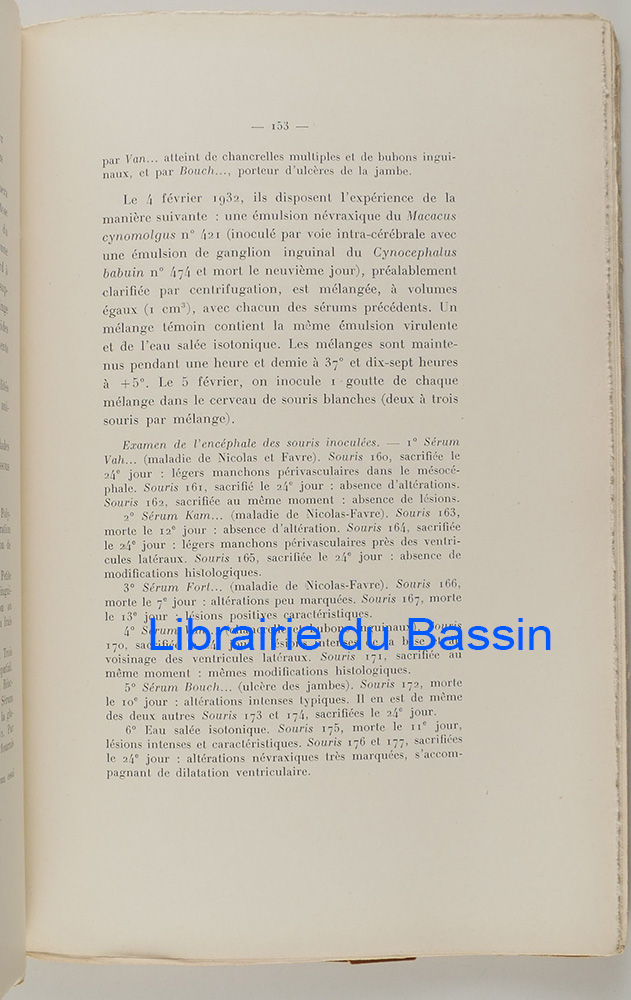 — 153 —
par Van... atteint de chancrelles multiples et de bubons ingui-
naux, et par Bouch..., porteur d'ulcères de la jambe.
Le 4 février 1932, ils disposent l'expérience de la
manière suivante : une émulsion névraxique du Macacus
cynomolgus n° 421 (inoculé par voie intra-cérébrale avec
une émulsion de ganglion inguinal du Cynocephalus
babuin n° 474 et mort le neuvième jour), préalablement
clarifiée par centrifugation, est mélangée, à volumes
égaux (1 cm³), avec chacun des sérums précédents. Un
mélange témoin contient la même émulsion virulente
et de l'eau salée isotonique. Les mélanges sont mainte-
nus pendant une heure et demie à 37° et dix-sept heures
à +5°. Le 5 février, on inocule 1 goutte de chaque
mélange dans le cerveau de souris blanches (deux à trois
souris par mélange).
Examen de l'encéphale des souris inoculées. — 1° Sérum
Vah... (maladie de Nicolas et Favre). Souris 160, sacrifiée le
24e jour : légers manchons périvasculaires dans le mésocé-
phale. Souris 161, sacrifié le 24e jour : absence d'altérations.
Souris 162, sacrifiée au même moment : absence de lésions.
2° Sérum Kam... (maladie de Nicolas-Favre). Souris 163,
morte le 12e jour : absence d'altération. Souris 164, sacrifiée
le 24e jour : légers manchons périvasculaires près des ventri-
cules latéraux. Souris 165, sacrifiée le 24e jour : absence de
modifications histologiques.
3° Sérum Fort... (maladie de Nicolas-Favre). Souris 166,
morte le 7e jour : altérations peu marquées. Souris 167, morte
le 13e jour : lésions positives caractéristiques.
4° Sérum
Souris
170,
lésions intenses
voisinage des ventricules latéraux. Souris 171, sacrifiée au
même moment : mêmes modifications histologiques.
5° Sérum Bouch... (ulcère des jambes). Souris 172, morte
le 10e jour : altérations intenses typiques. Il en est de même
des deux autres Souris 173 et 174, sacrifiées le 24e jour.
6° Eau salée isotonique. Souris 175, morte le 11e jour,
lésions intenses et caractéristiques. Souris 176 et 177, sacrifiées
le 24e jour : altérations névraxiques très marquées, s'accom-
pagnant de dilatation ventriculaire.
Librairie du Bassin